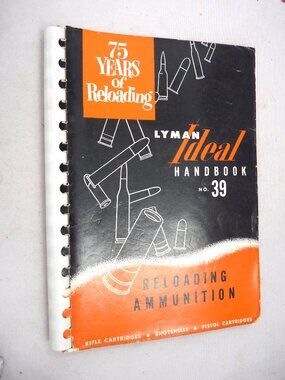 75
YEARS
of
Reloading
LYMAN
Ideal
HANDBOOK
NO. 39
RELOADING
AMMUNITION
RIFLE CARTRIDGES • SHOTSHELLS • PISTOL CARTRIDGES